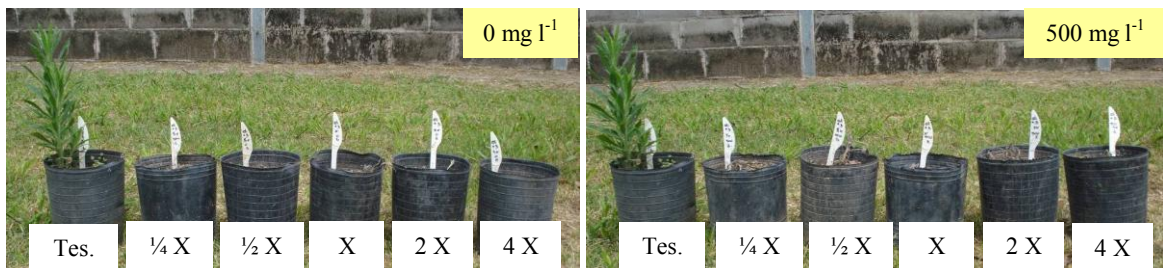 0 mg l⁻¹
Tes. ¼ X ½ X X 2 X 4 X
500 mg l⁻¹
Tes. ¼ X ½ X X 2 X 4 X